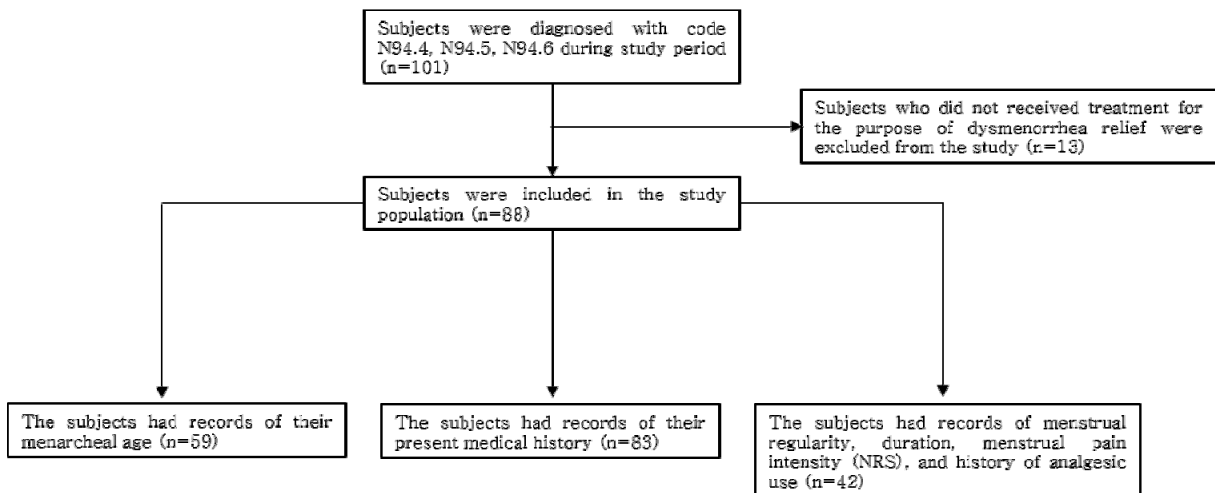 Subjects were diagnosed with code
N94.4, N94.5, N94.6 during study period
(n=101)
Subjects who did not received treatment for
the purpose of dysmenorrhea relief were
excluded from the study (n=13)
Subjects were included in the study
population (n=88)
The subjects had records of their
menarcheal age (n=59)
The subjects had records of their
present medical history (n=83)
The subjects had records of menstrual
regularity, duration, menstrual pain
intensity (NRS), and history of analgesic
use (n=42)